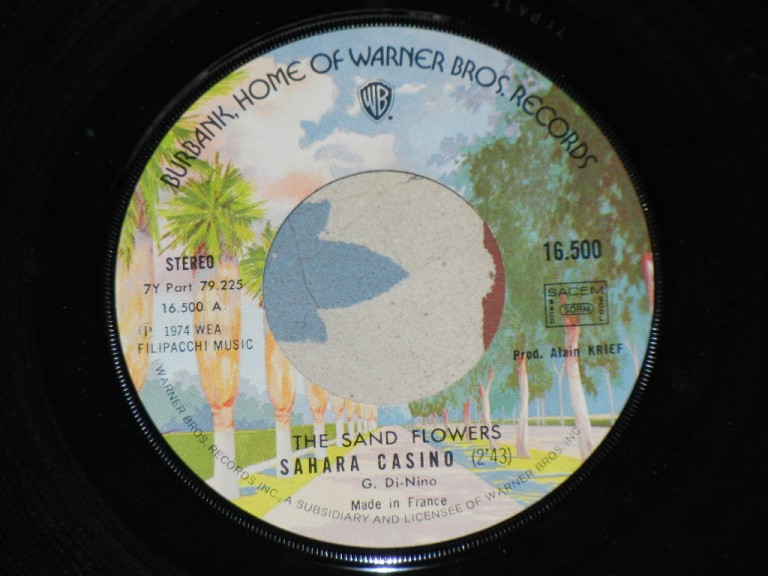 BURBANK, HOME OF WARNER BROS. RECORDS
WB
STEREO
7Y Part 79.225
16.500 A
Ⓟ 1974 WEA
FILIPACCHI MUSIC
16.500
SACEM
SDRM
Prod. Alain KRIEF
THE SAND FLOWERS
SAHARA CASINO (2'43)
G. Di-Nino
Made in France
WARNER BROS. RECORDS INC., A SUBSIDIARY AND LICENSEE OF WARNER BROS. INC.
7Y PA